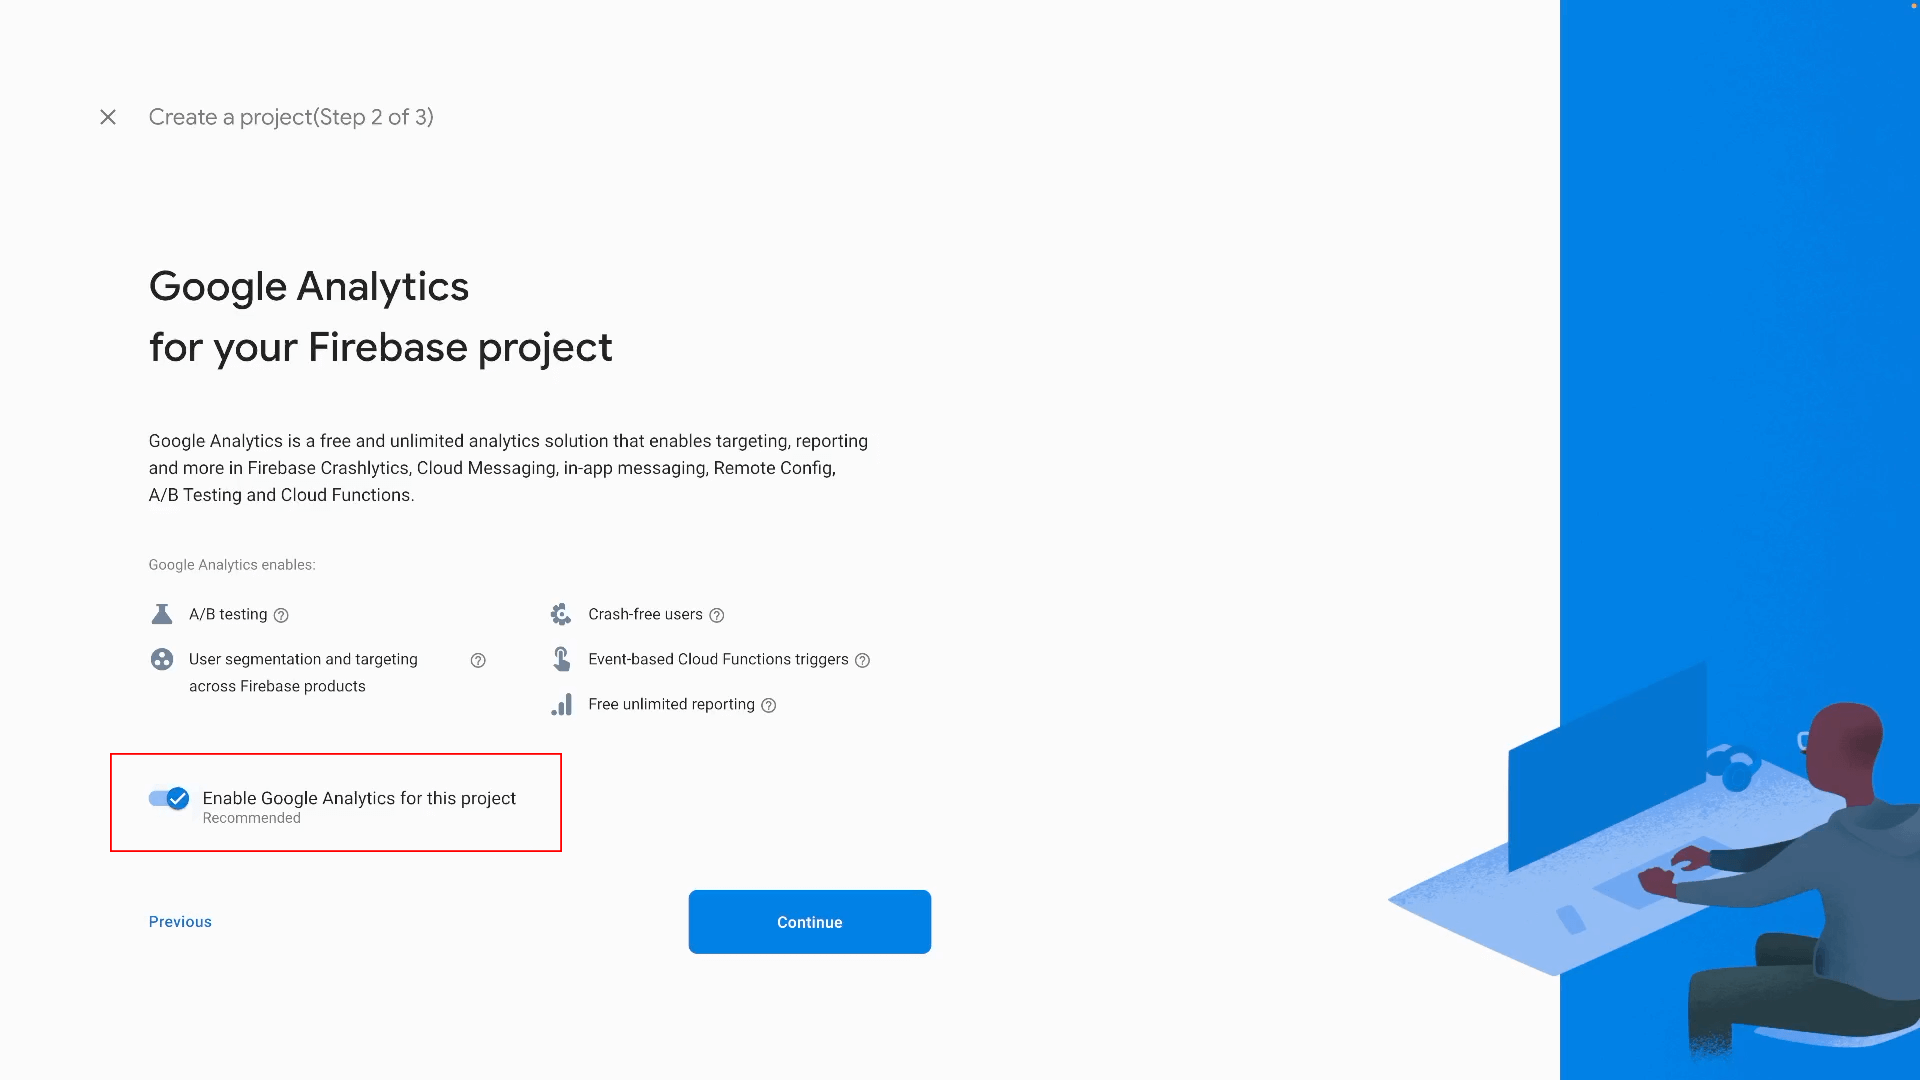 Create a project(Step 2 of 3)
Google Analytics
for your Firebase project
Google Analytics is a free and unlimited analytics solution that enables targeting, reporting
and more in Firebase Crashlytics, Cloud Messaging, in-app messaging, Remote Config,
A/B Testing and Cloud Functions.
Google Analytics enables:
A/B testing
User segmentation and targeting
across Firebase products
Crash-free users
Event-based Cloud Functions triggers
Free unlimited reporting
Enable Google Analytics for this project
Recommended
Previous
Continue